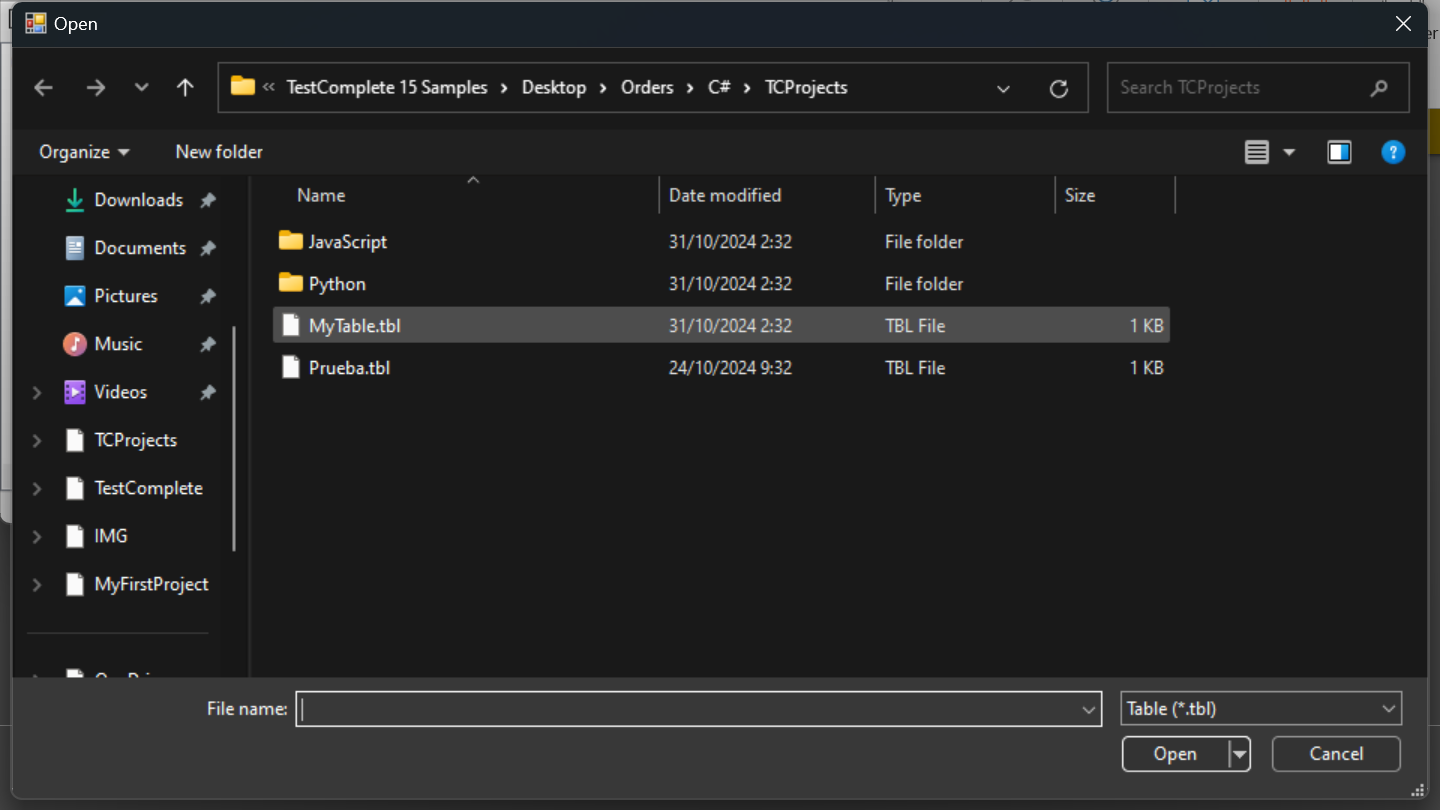 Open
er
« TestComplete 15 Samples > Desktop > Orders > C# > TCProjects
Search TCProjects
Organize
New folder
?
Name Date modified Type Size
Downloads
Documents
Pictures
Music
Videos
TCProjects
TestComplete
IMG
MyFirstProject
JavaScript 31/10/2024 2:32 File folder
Python 31/10/2024 2:32 File folder
MyTable.tbl 31/10/2024 2:32 TBL File 1 KB
Prueba.tbl 24/10/2024 9:32 TBL File 1 KB
File name:
Table (*.tbl)
Open
Cancel